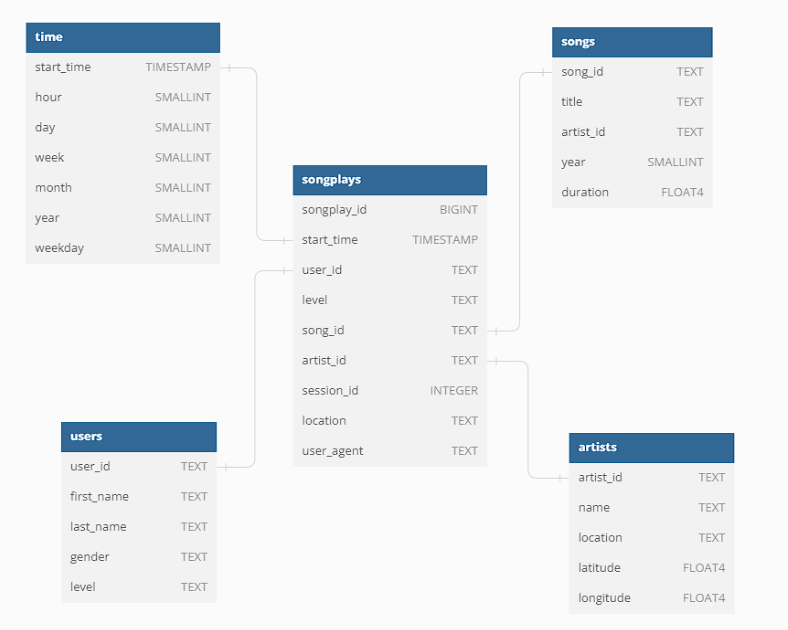 time
start_time TIMESTAMP
hour SMALLINT
day SMALLINT
week SMALLINT
month SMALLINT
year SMALLINT
weekday SMALLINT
songs
song_id TEXT
title TEXT
artist_id TEXT
year SMALLINT
duration FLOAT4
songplays
songplay_id BIGINT
start_time TIMESTAMP
user_id TEXT
level TEXT
song_id TEXT
artist_id TEXT
session_id INTEGER
location TEXT
user_agent TEXT
users
user_id TEXT
first_name TEXT
last_name TEXT
gender TEXT
level TEXT
artists
artist_id TEXT
name TEXT
location TEXT
latitude FLOAT4
longitude FLOAT4